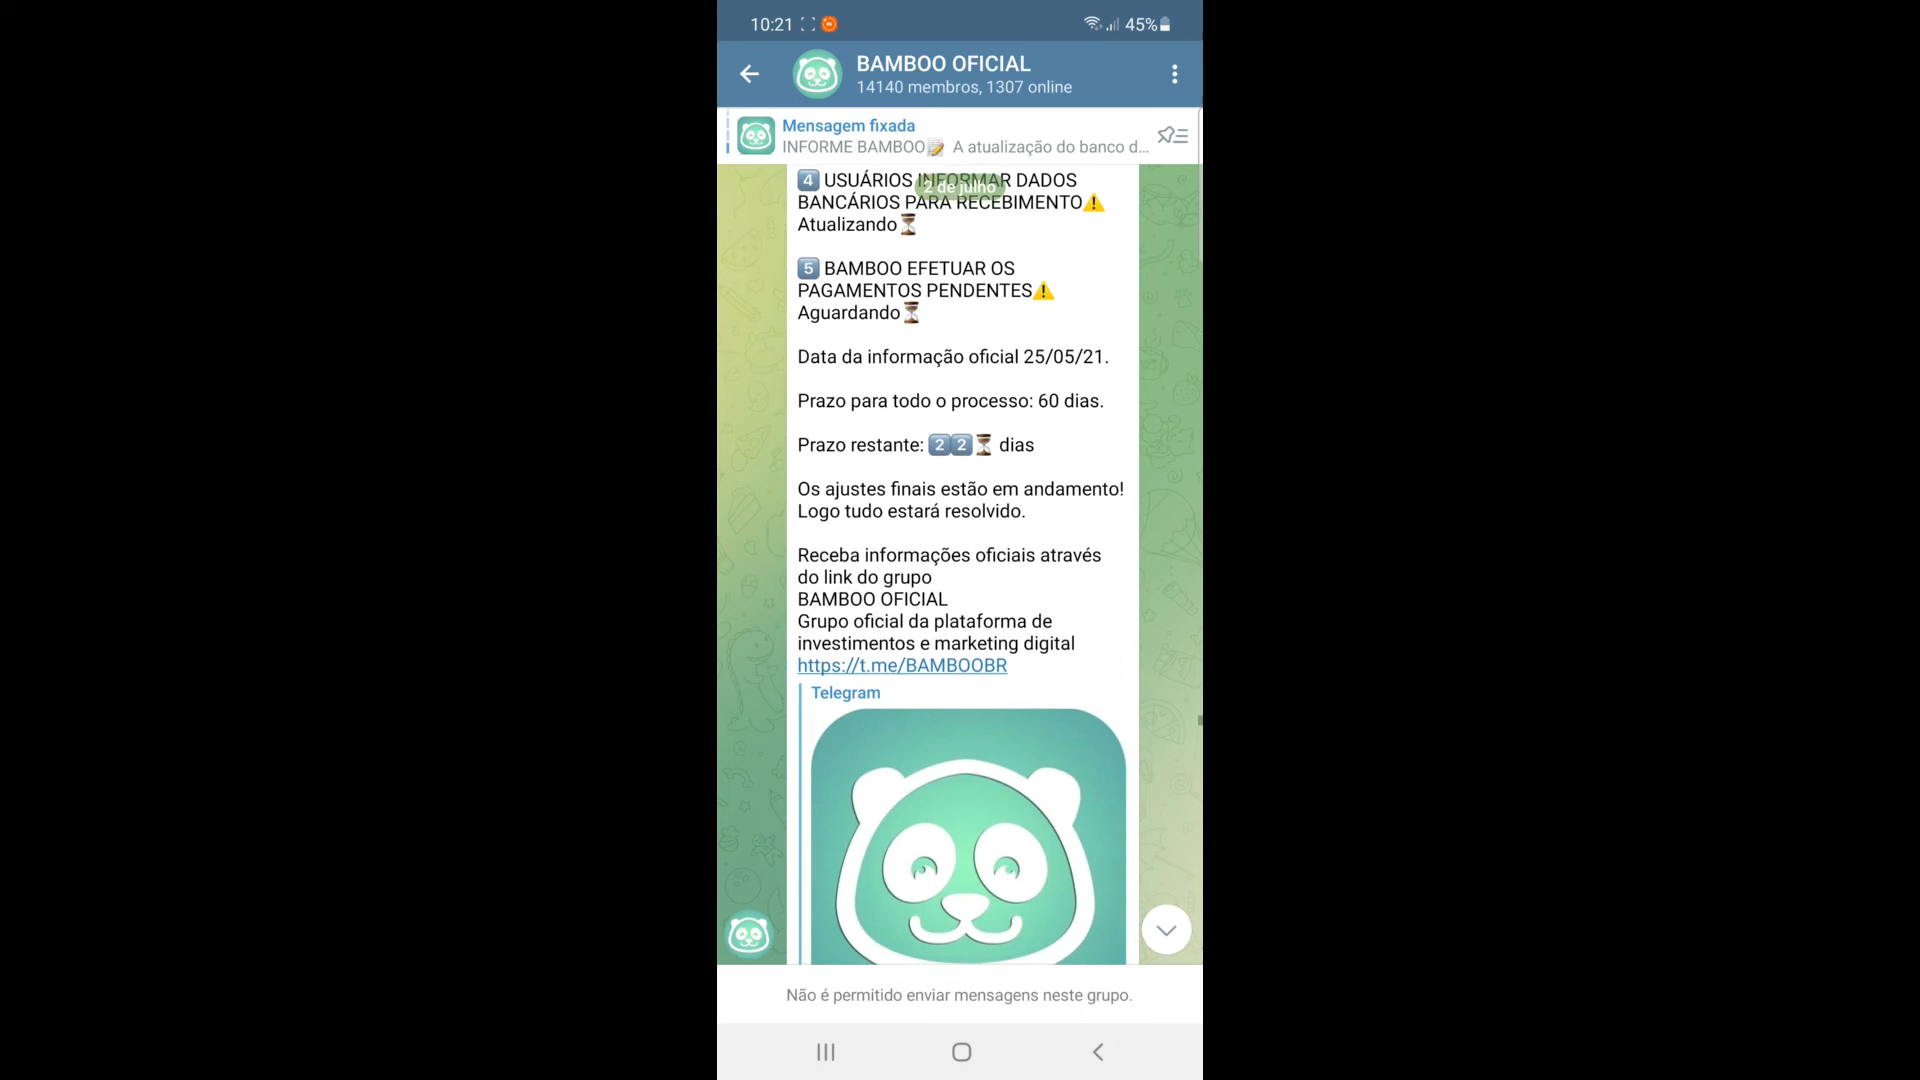 10:21
45%
BAMBOO OFICIAL
14140 membros, 1307 online
Mensagem fixada
INFORME BAMBOO📝 A atualização do banco d...
2 de julho
4️⃣ USUÁRIOS INFORMAR DADOS
BANCÁRIOS PARA RECEBIMENTO⚠️
Atualizando⏳
5️⃣ BAMBOO EFETUAR OS
PAGAMENTOS PENDENTES⚠️
Aguardando⏳
Data da informação oficial 25/05/21.
Prazo para todo o processo: 60 dias.
Prazo restante: 2️⃣2️⃣⏳ dias
Os ajustes finais estão em andamento!
Logo tudo estará resolvido.
Receba informações oficiais através
do link do grupo
BAMBOO OFICIAL
Grupo oficial da plataforma de
investimentos e marketing digital
https://t.me/BAMBOOBR
Telegram
Não é permitido enviar mensagens neste grupo.